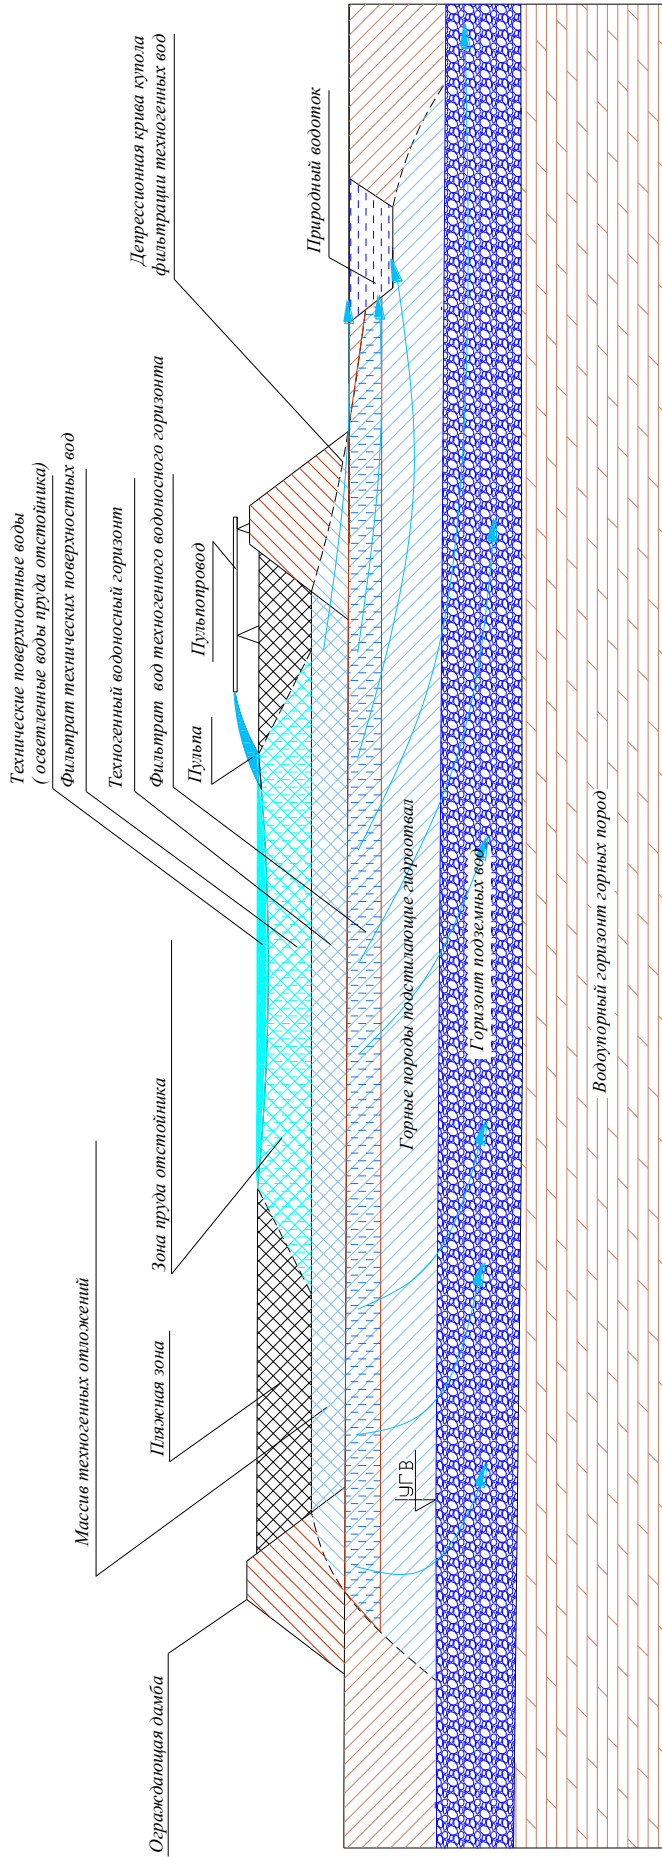 Ограждающая дамба
Массив техногенных отложений
Пляжная зона
Зона пруда отстойника
Технические поверхностные воды
( осветленные воды пруда отстойника)
Фильтрат технических поверхностных вод
Техногенный водоносный горизонт
Фильтрат вод техногенного водоносного горизонта
Пульпа
Пульпопровод
Депрессионная крива купола
фильтрации техногенных вод
Природный водоток
УГВ
Горные породы подстилающие гидроотвал
Горизонт подземных вод
Водоупорный горизонт горных пород